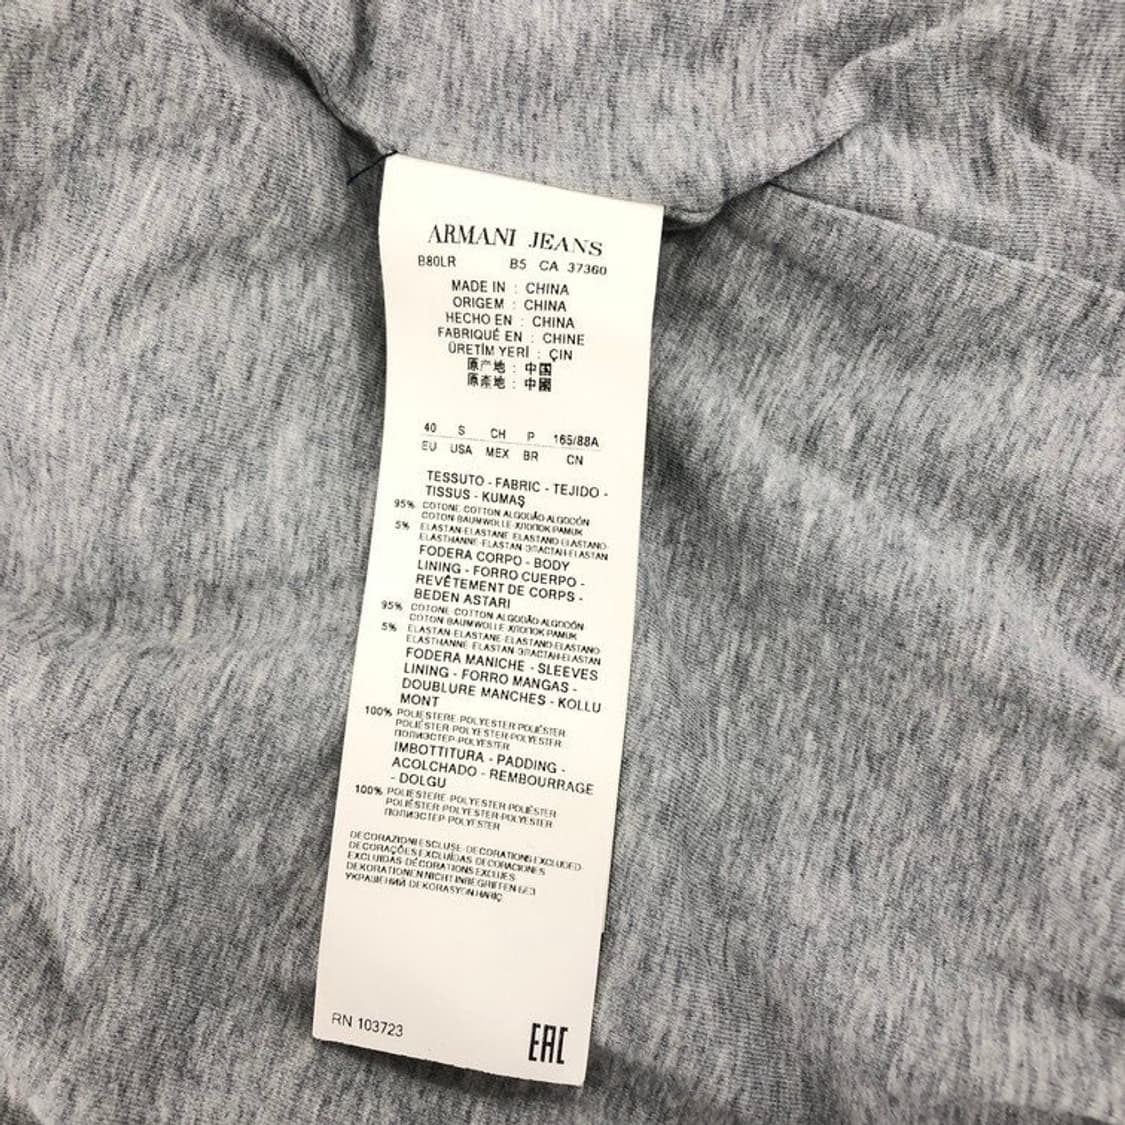 ARMANI JEANS
B80LR B5 CA 37360
MADE IN : CHINA
ORIGEM : CHINA
HECHO EN : CHINA
FABRIQUÉ EN : CHINE
ÜRETİM YERİ : ÇIN
原产地 : 中国
原產地 : 中國
40 S CH P 165/88A
EU USA MEX BR CN
TESSUTO - FABRIC - TEJIDO -
TISSUS - KUMAŞ
95% COTONE-COTTON-ALGODÃO-ALGODÓN
COTON-BAUMWOLLE-ХЛОПОК-PAMUK
5% ELASTAN-ELASTANE-ELASTANO-ELASTANO-
ELASTHANNE-ELASTAN-ЭЛАСТАН-ELASTAN
FODERA CORPO - BODY
LINING - FORRO CUERPO -
REVÊTEMENT DE CORPS -
BEDEN ASTARI
95% COTONE-COTTON-ALGODÃO-ALGODÓN
COTON-BAUMWOLLE-ХЛОПОК-PAMUK
5% ELASTAN-ELASTANE-ELASTANO-ELASTANO
ELASTHANNE-ELASTAN-ЭЛАСТАН-ELASTAN
FODERA MANICHE - SLEEVES
LINING - FORRO MANGAS -
DOUBLURE MANCHES - KOLLU
MONT
100% POLIESTERE-POLYESTER-POLIÉSTER
POLIÉSTER-POLYESTER-POLYESTER-
ПОЛИЭСТЕР-POLYESTER
IMBOTTITURA - PADDING -
ACOLCHADO - REMBOURRAGE
- DOLGU
100% POLIESTERE-POLYESTER-POLIÉSTER
POLIÉSTER-POLYESTER-POLYESTER-
ПОЛИЭСТЕР-POLYESTER
DECORAZIONI ESCLUSE-DECORATIONS EXCLUDED-
DECORAÇÕES EXCLUÍDAS DECORACIONES
EXCLUIDAS-DÉCORATIONS EXCLUES-
DEKORATIONEN NICHT INBEGRIFFEN БЕЗ
УКРАШЕНИЙ DEKORASYON HARİÇ
RN 103723
EAC